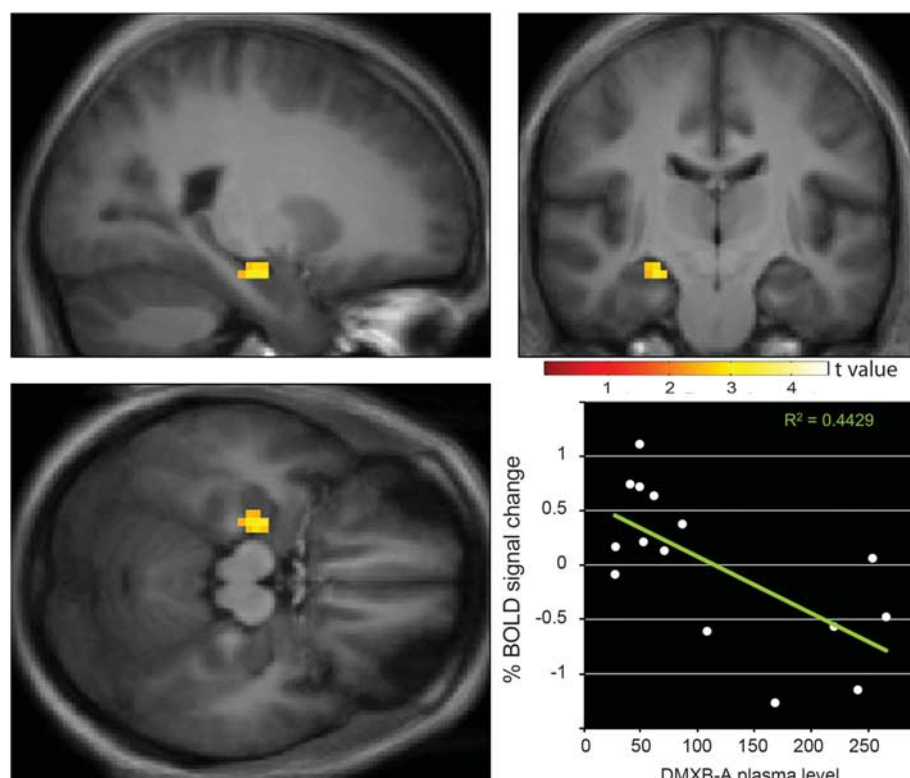 t value
1 2 3 4
R² = 0.4429
% BOLD signal change
1
0.5
0
-0.5
-1
0 50 100 150 200 250
DMXB-A plasma level